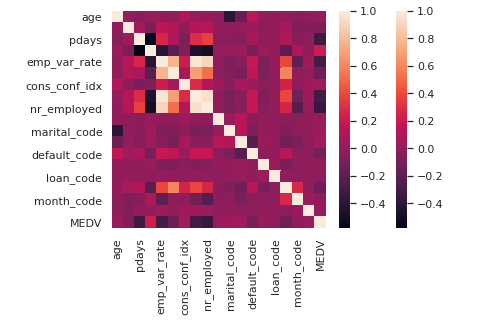 age
pdays
emp_var_rate
cons_conf_idx
nr_employed
marital_code
default_code
loan_code
month_code
MEDV
age
pdays
emp_var_rate
cons_conf_idx
nr_employed
marital_code
default_code
loan_code
month_code
MEDV
1.0
0.8
0.6
0.4
0.2
0.0
−0.2
−0.4
1.0
0.8
0.6
0.4
0.2
0.0
−0.2
−0.4